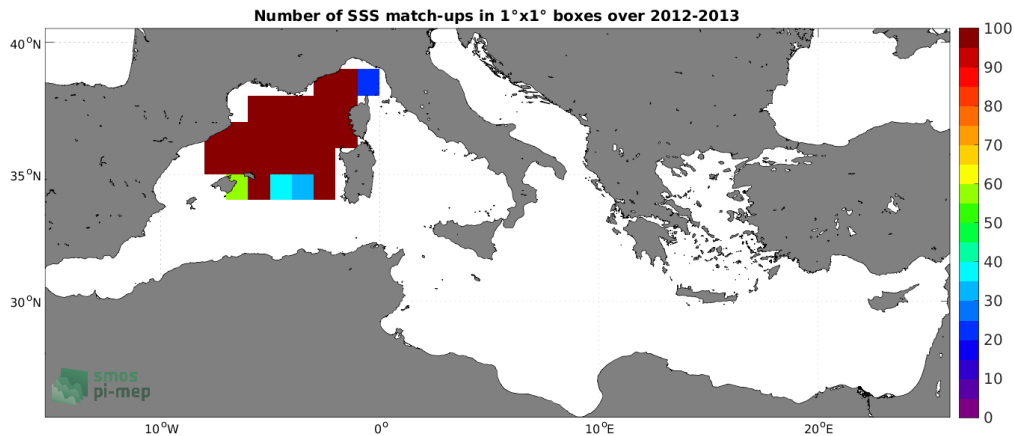 Number of SSS match-ups in 1°x1° boxes over 2012-2013
40°N
35°N
30°N
10°W
0°
10°E
20°E
100
90
80
70
60
50
40
30
20
10
0
smos
pi-mep